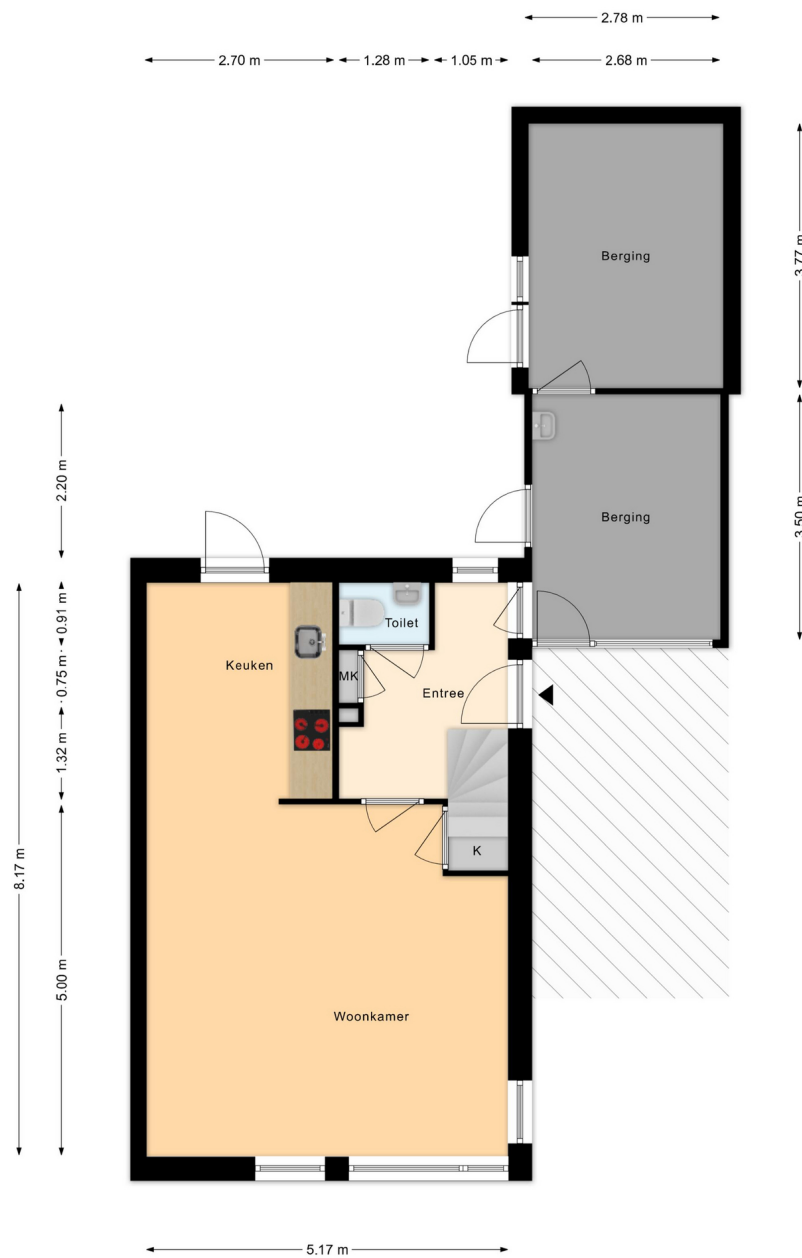 2.78 m
2.70 m
1.28 m
1.05 m
2.68 m
3.77 m
Berging
2.20 m
3.50 m
Berging
0.91 m
Toilet
Keuken
MK
Entree
0.75 m
1.32 m
8.17 m
K
5.00 m
Woonkamer
5.17 m